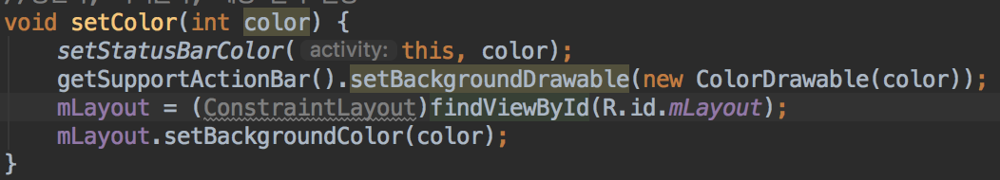 void setColor(int color) {
setStatusBarColor( activity: this, color);
getSupportActionBar().setBackgroundDrawable(new ColorDrawable(color));
mLayout = (ConstraintLayout)findViewById(R.id.mLayout);
mLayout.setBackgroundColor(color);
}